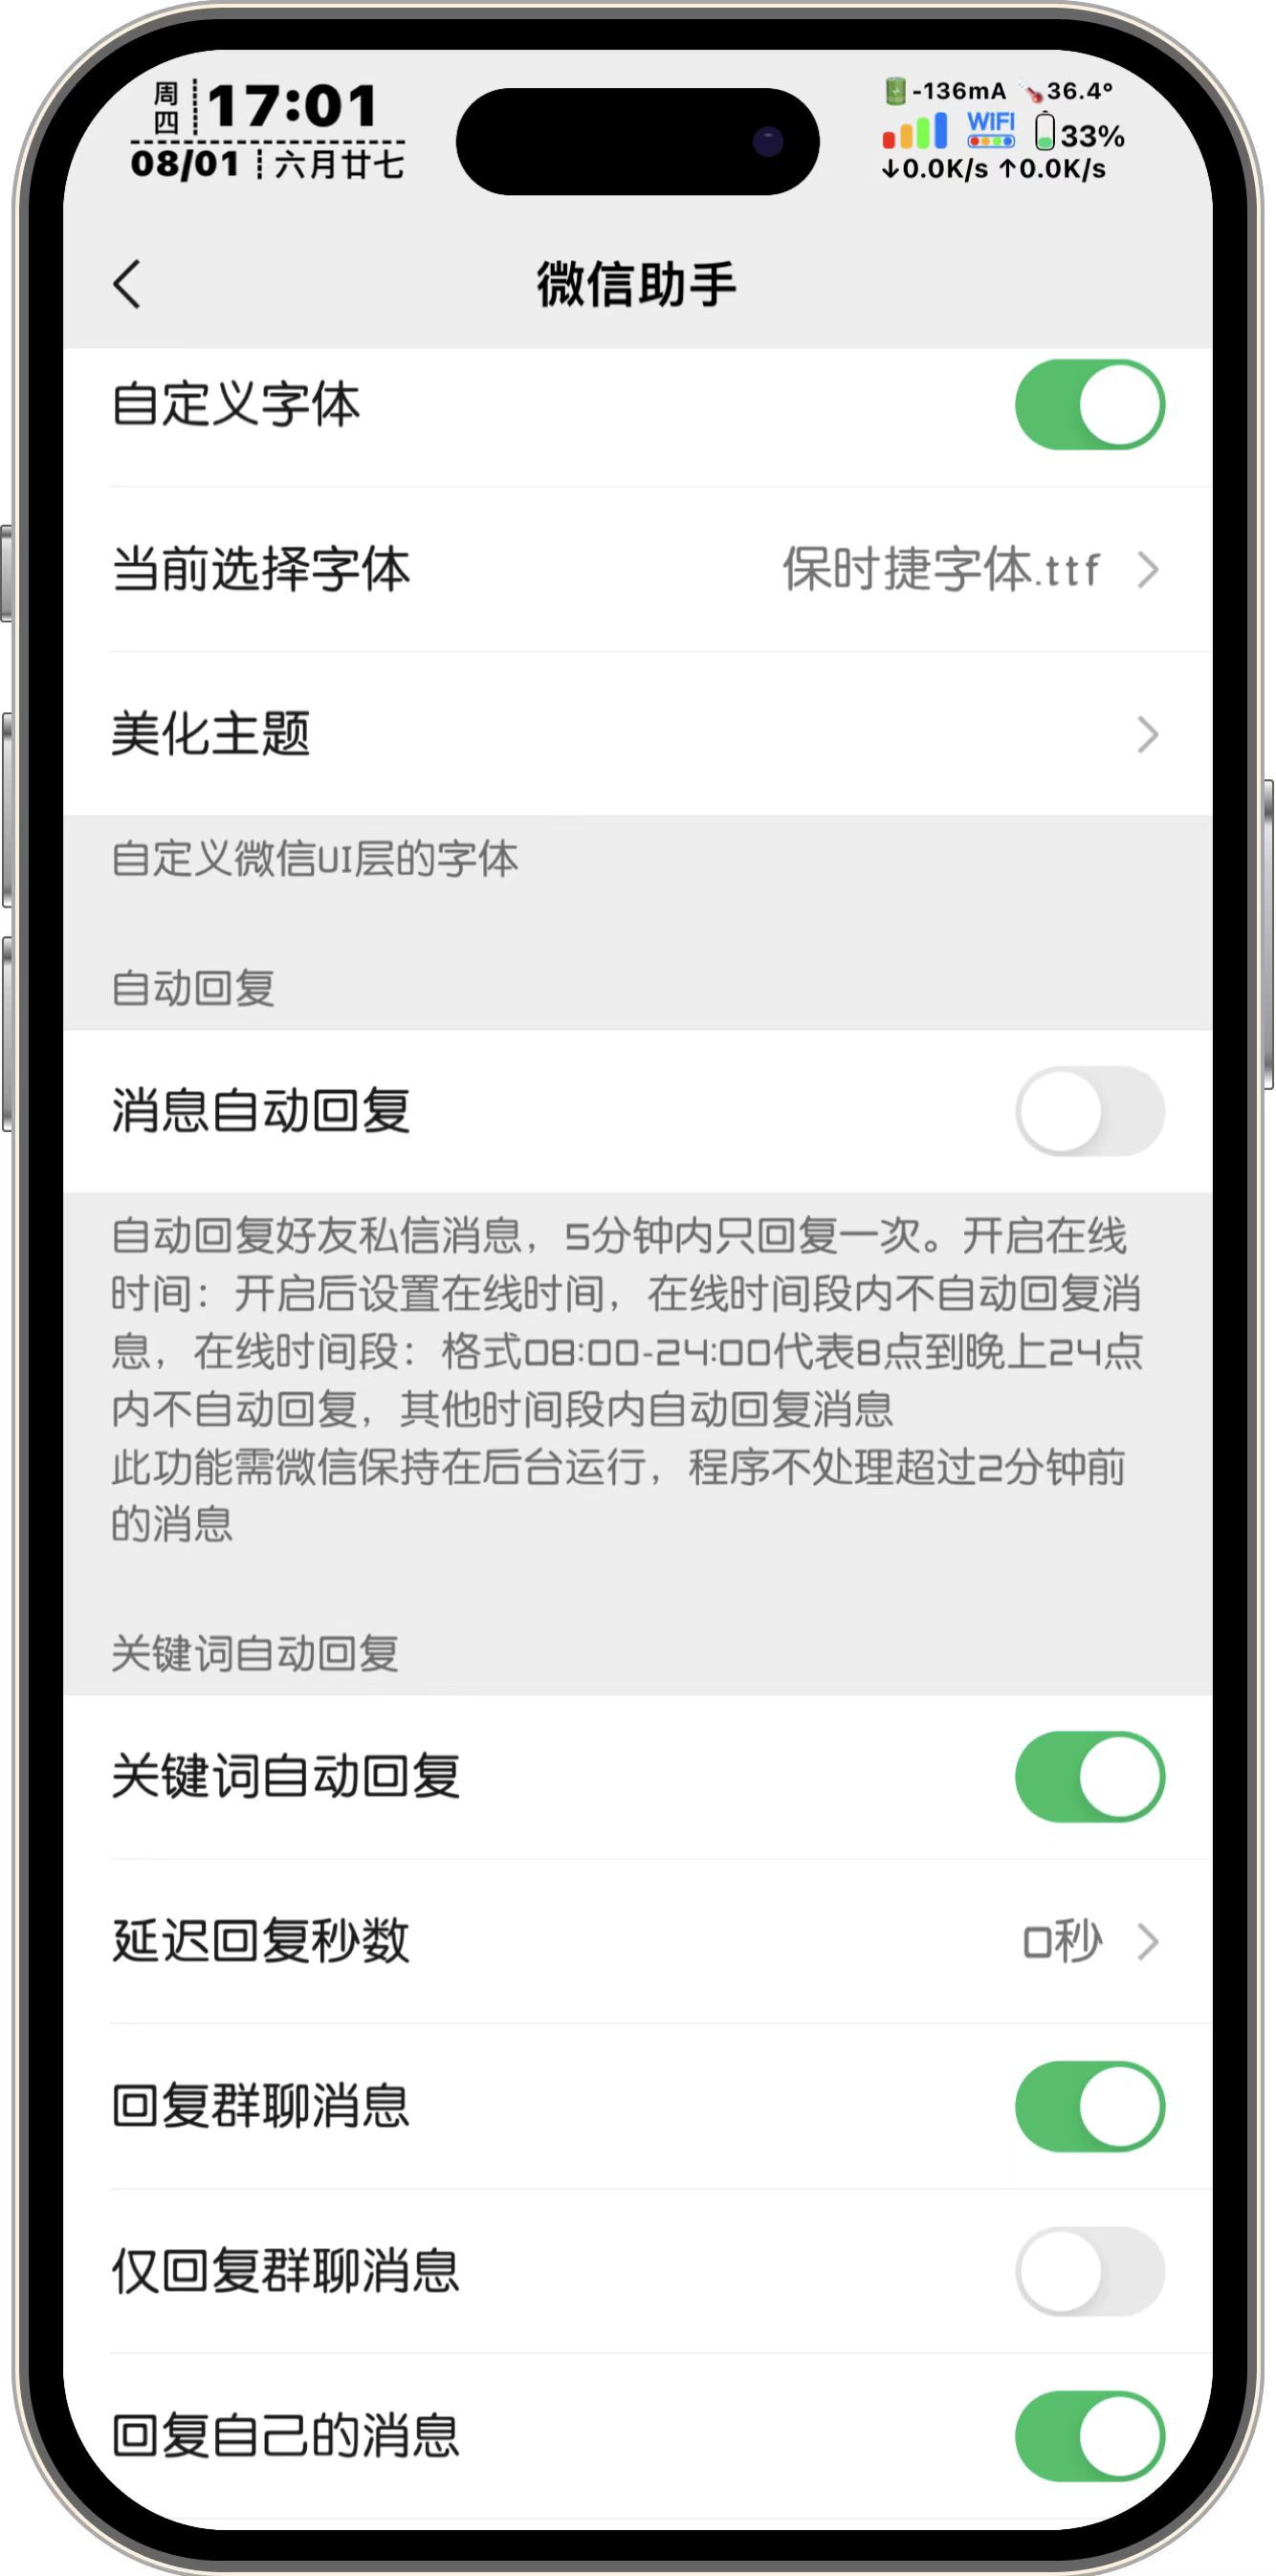 周四
17:01
08/01
六月廿七
-136mA
36.4°
WIFI
33%
↓0.0K/s ↑0.0K/s
微信助手
自定义字体
当前选择字体
保时捷字体.ttf
美化主题
自定义微信UI层的字体
自动回复
消息自动回复
自动回复好友私信消息，5分钟内只回复一次。开启在线
时间：开启后设置在线时间，在线时间段内不自动回复消
息，在线时间段：格式08:00-24:00代表8点到晚上24点
内不自动回复，其他时间段内自动回复消息
此功能需微信保持在后台运行，程序不处理超过2分钟前
的消息
关键词自动回复
关键词自动回复
延迟回复秒数
0秒
回复群聊消息
仅回复群聊消息
回复自己的消息